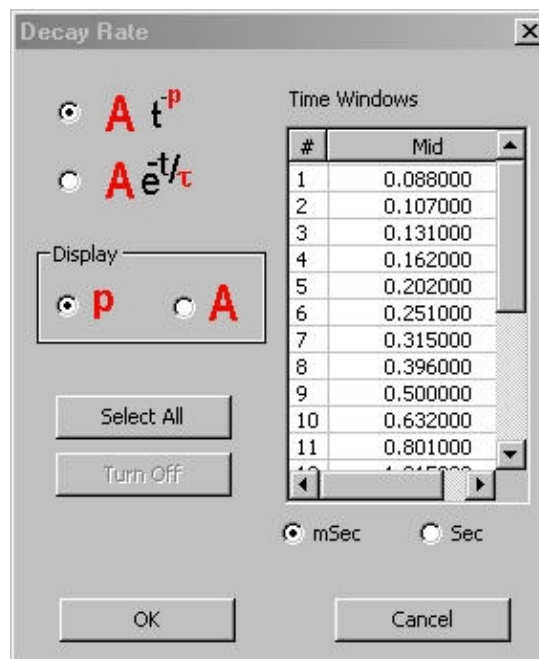 Decay Rate
A t^-p
A e^-t/τ
Display
p A
Select All
Turn Off
Time Windows
# Mid
1 0.088000
2 0.107000
3 0.131000
4 0.162000
5 0.202000
6 0.251000
7 0.315000
8 0.396000
9 0.500000
10 0.632000
11 0.801000
mSec Sec
OK Cancel